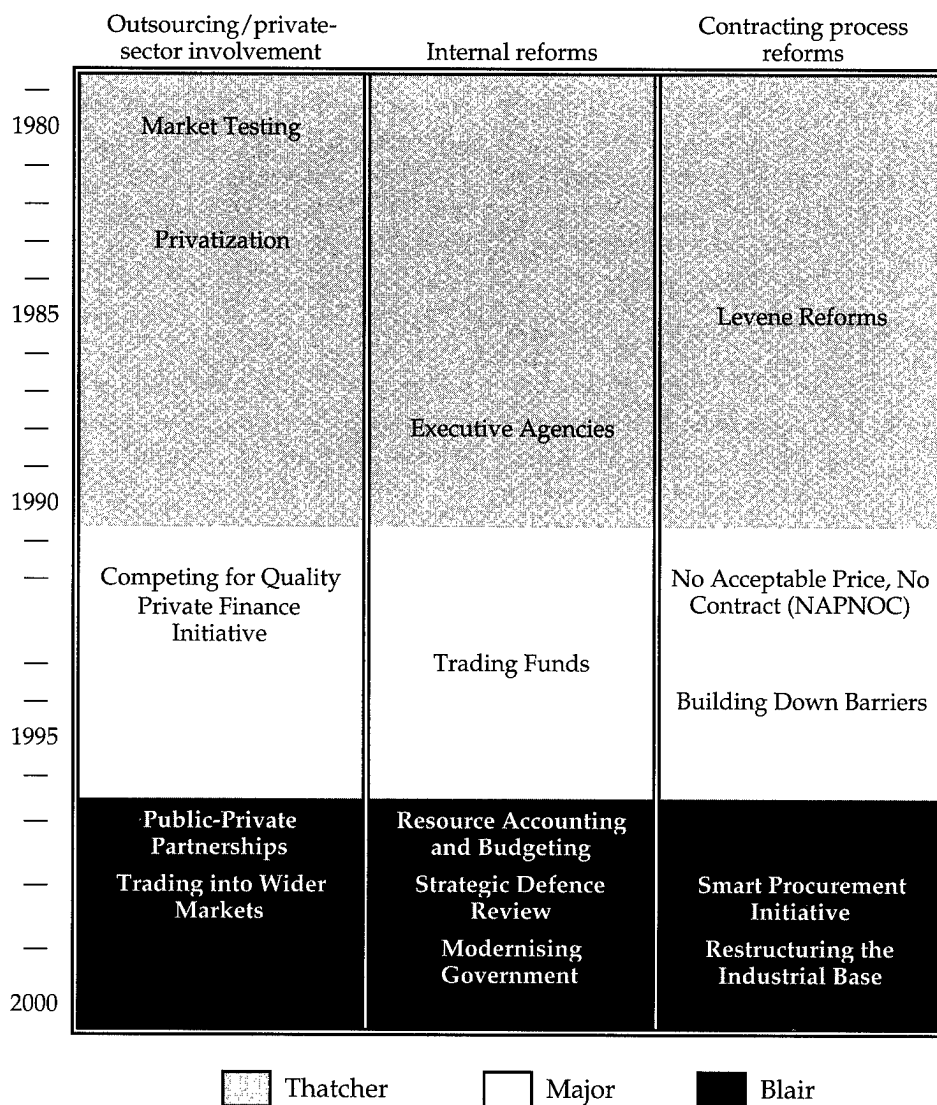 Outsourcing/private-
sector involvement
Internal reforms
Contracting process
reforms
1980
Market Testing
Privatization
1985
Levene Reforms
Executive Agencies
1990
Competing for Quality
Private Finance
Initiative
No Acceptable Price, No
Contract (NAPNOC)
Trading Funds
Building Down Barriers
1995
Public-Private
Partnerships
Resource Accounting
and Budgeting
Trading into Wider
Markets
Strategic Defence
Review
Smart Procurement
Initiative
Modernising
Government
Restructuring the
Industrial Base
2000
Thatcher
Major
Blair